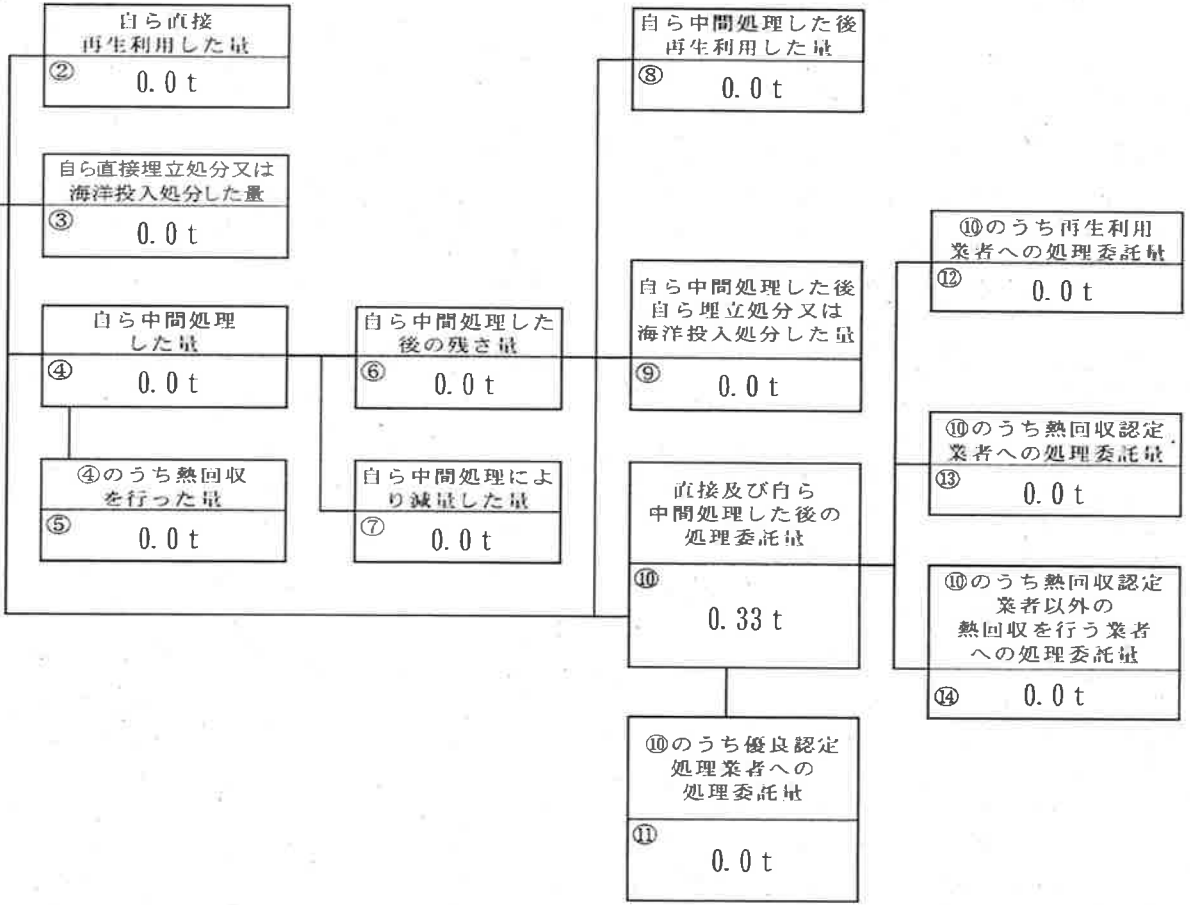 自ら直接
再生利用した量
②
0.0 t
自ら直接埋立処分又は
海洋投入処分した量
③
0.0 t
自ら中間処理
した量
④
0.0 t
④のうち熱回収
を行った量
⑤
0.0 t
自ら中間処理した
後の残さ量
⑥
0.0 t
自ら中間処理によ
り減量した量
⑦
0.0 t
自ら中間処理した後
再生利用した量
⑧
0.0 t
自ら中間処理した後
自ら埋立処分又は
海洋投入処分した量
⑨
0.0 t
直接及び自ら
中間処理した後の
処理委託量
⑩
0.33 t
⑩のうち優良認定
処理業者への
処理委託量
⑪
0.0 t
⑩のうち再生利用
業者への処理委託量
⑫
0.0 t
⑩のうち熱回収認定
業者への処理委託量
⑬
0.0 t
⑩のうち熱回収認定
業者以外の
熱回収を行う業者
への処理委託量
⑭
0.0 t